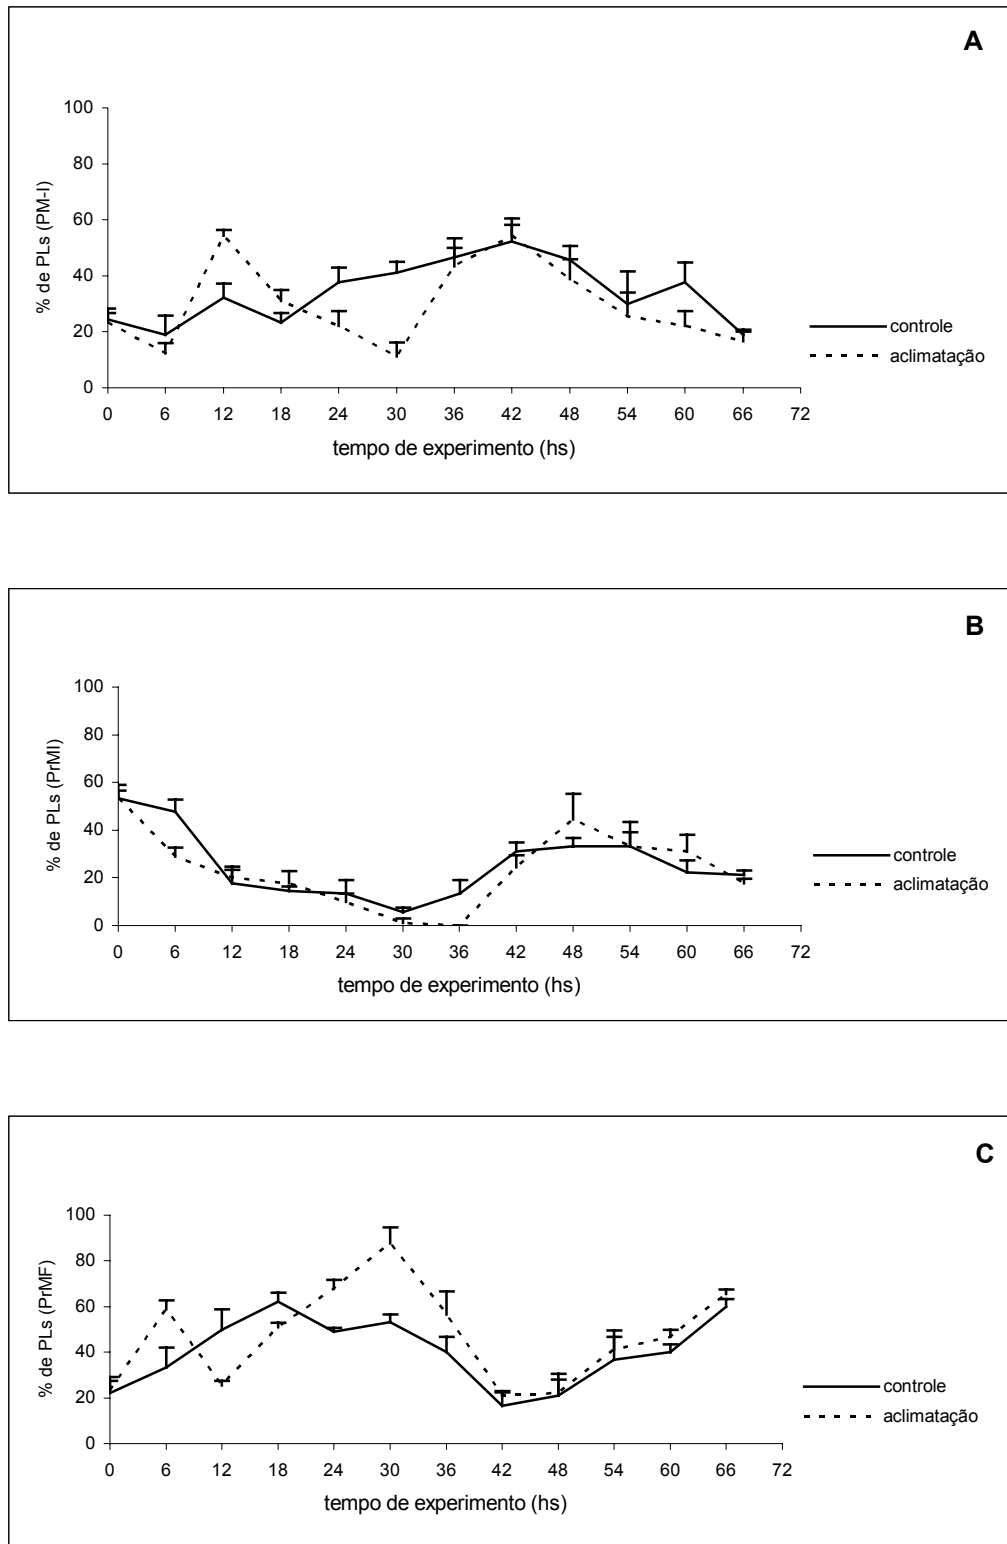 A
% de PLs (PM-I)
100
80
60
40
20
0
0 6 12 18 24 30 36 42 48 54 60 66 72
tempo de experimento (hs)
controle
aclimatação
B
% de PLs (PrMI)
100
80
60
40
20
0
0 6 12 18 24 30 36 42 48 54 60 66 72
tempo de experimento (hs)
controle
aclimatação
C
% de PLs (PrMF)
100
80
60
40
20
0
0 6 12 18 24 30 36 42 48 54 60 66 72
tempo de experimento (hs)
controle
aclimatação